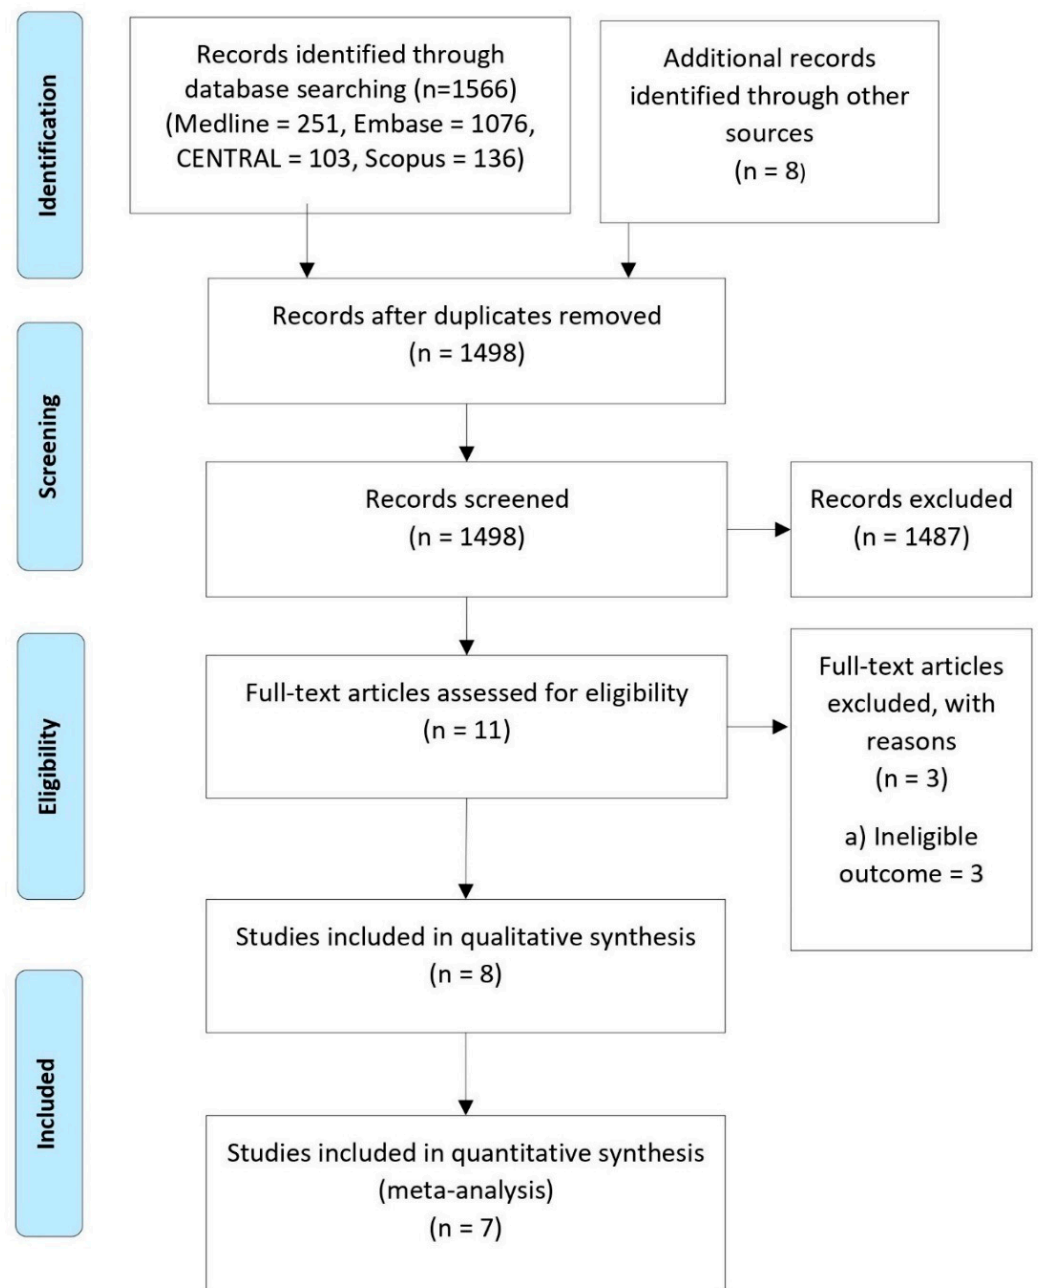 Identification
Records identified through
database searching (n=1566)
(Medline = 251, Embase = 1076,
CENTRAL = 103, Scopus = 136)
Additional records
identified through other
sources
(n = 8)
Records after duplicates removed
(n = 1498)
Screening
Records screened
(n = 1498)
Records excluded
(n = 1487)
Eligibility
Full-text articles assessed for eligibility
(n = 11)
Full-text articles
excluded, with
reasons
(n = 3)
a) Ineligible
outcome = 3
Studies included in qualitative synthesis
(n = 8)
Included
Studies included in quantitative synthesis
(meta-analysis)
(n = 7)